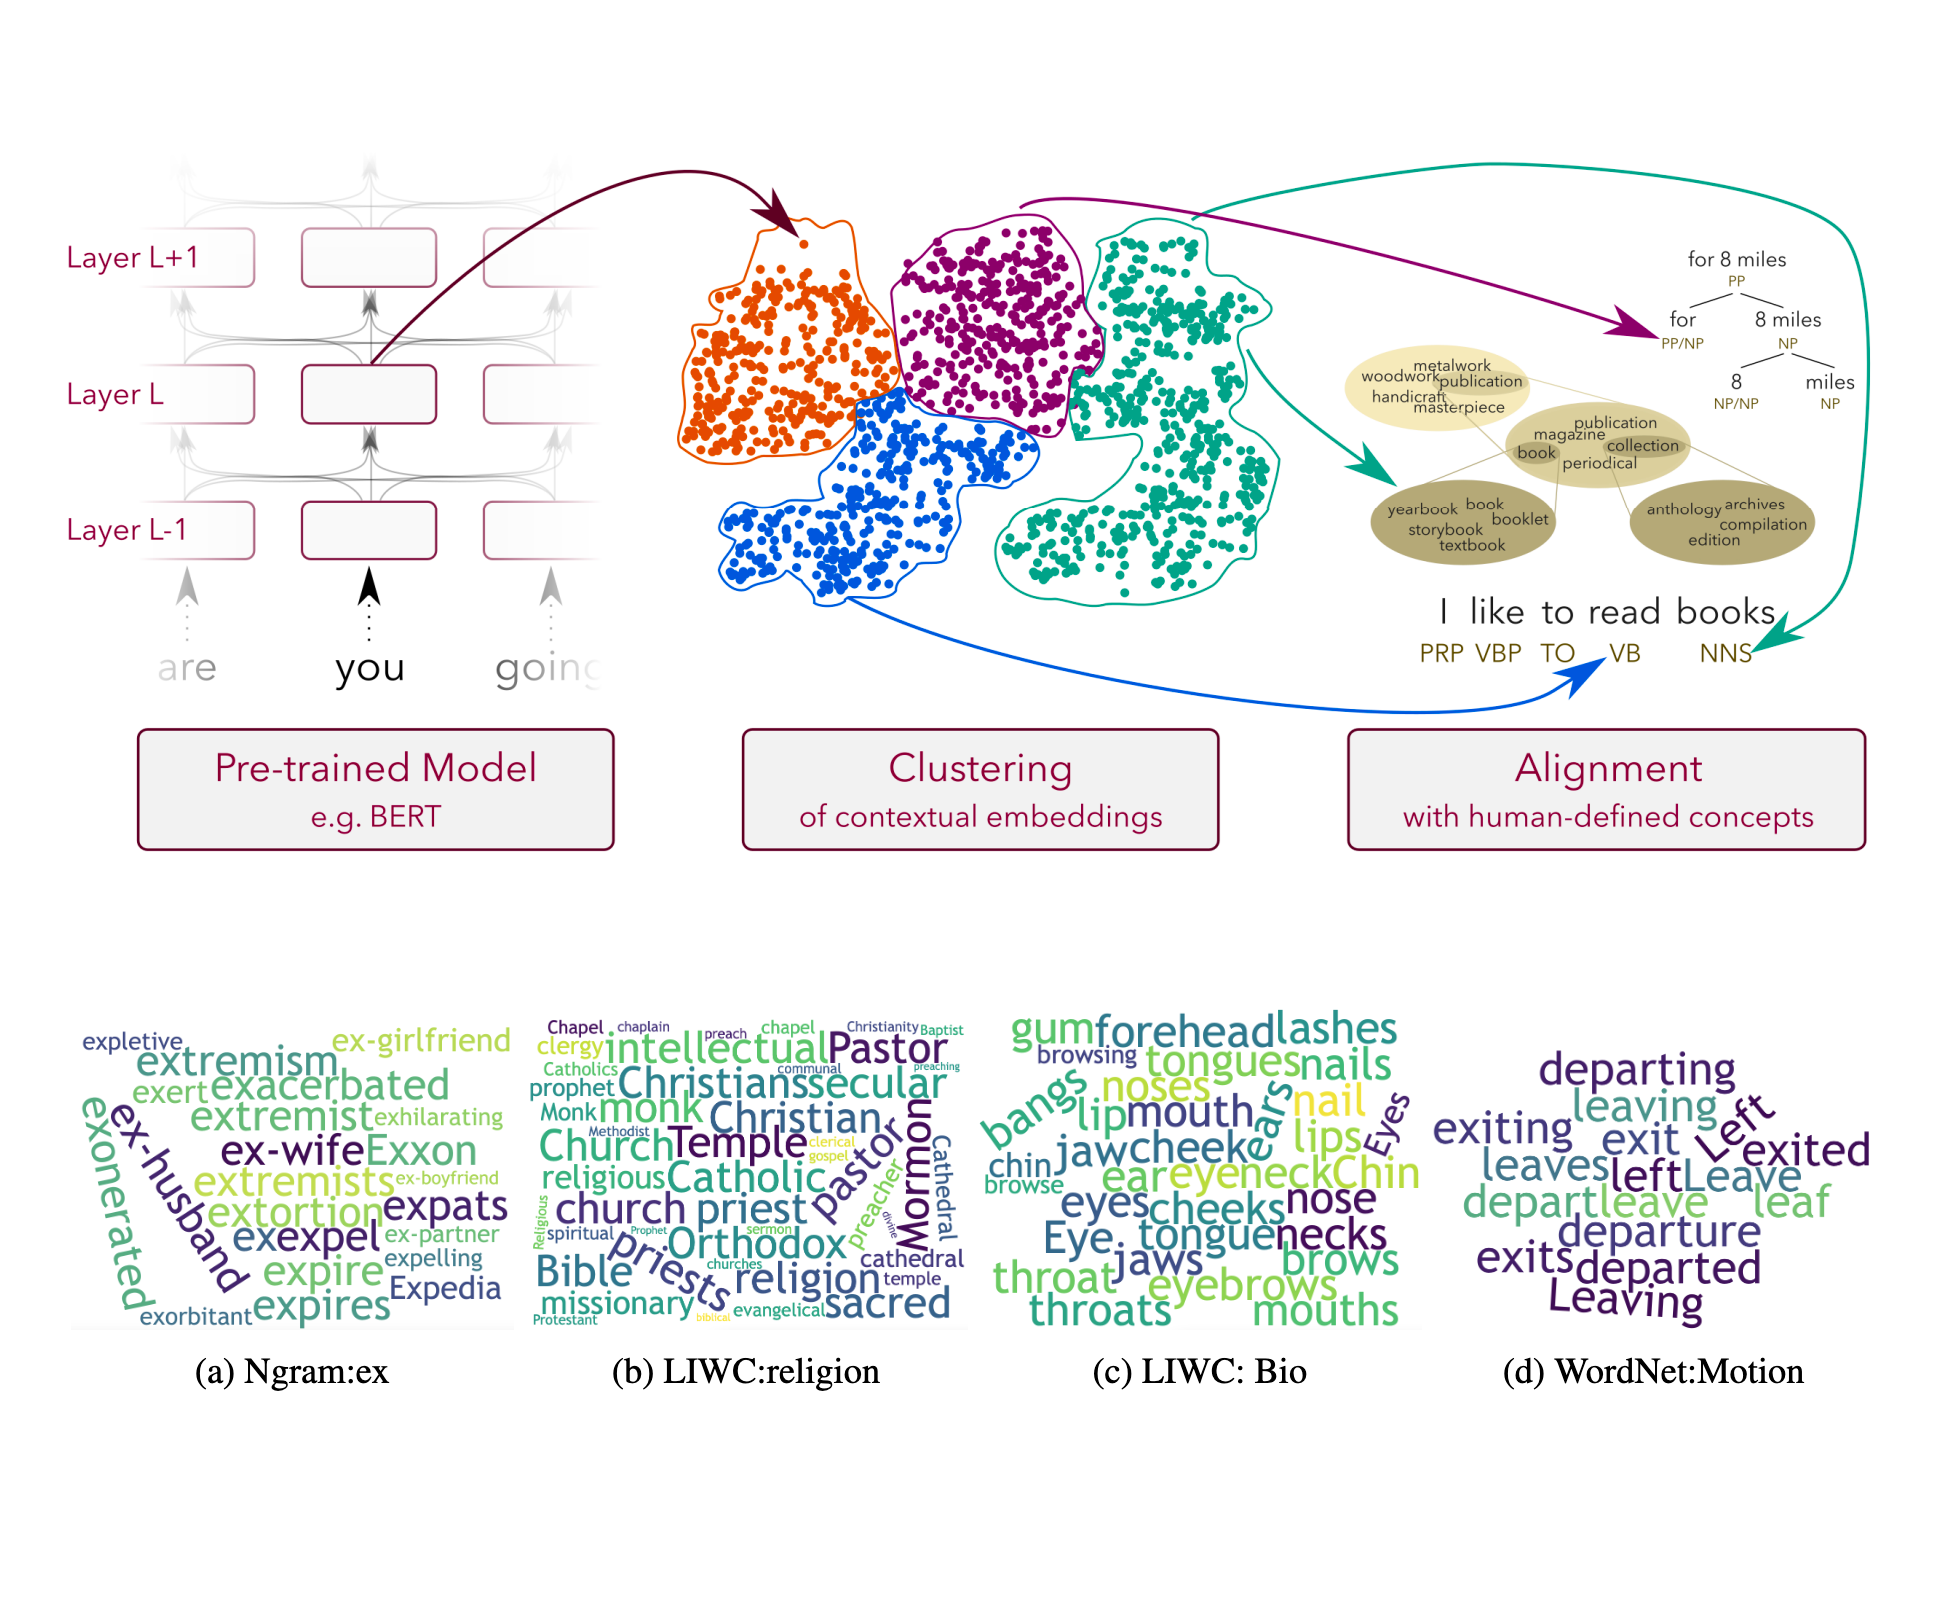 Layer L+1
Layer L
Layer L-1
are you going
for 8 miles
PP
for 8 miles
PP/NP NP
8 miles
NP/NP NP
metalwork
woodwork
publication
handicraft
masterpiece
publication
magazine
collection
book
periodical
yearbook book
booklet
storybook
textbook
anthology archives
compilation
edition
I like to read books
PRP VBP TO VB NNS
Pre-trained Model
e.g. BERT
Clustering
of contextual embeddings
Alignment
with human-defined concepts
expletive
ex-girlfriend
extremism
exert exacerbated
extremist exhilarating
exonerated
ex-husband
ex-wife Exxon
extremists ex-boyfriend
extortion expats
ex expel ex-partner
expelling
expire
Expedia
exorbitant expires
Chapel chaplain preach chapel Christianity Baptist
clergy intellectual Pastor
Catholics communal preaching
prophet Christians secular
Monk monk Christian
Methodist
Church Temple clerical
gospel
religious Catholic pastor
Mormon
Cathedral
Religious
church priest preacher
divine
spiritual Prophet sermon
priests Orthodox
churches cathedral
Bible religion temple
missionary evangelical sacred
Protestant biblical
gum forehead lashes
browsing tongues nails
bangs noses ears nail
lip mouth lips Eyes
jaw cheek
chin
browse ear eye neck Chin
eyes cheeks nose
Eye tongue necks
jaws brows
throat eyebrows
throats mouths
departing
leaving
exiting exit Left
exited
leaves left Leave
depart leave leaf
departure
exits departed
Leaving
(a) Ngram:ex
(b) LIWC:religion
(c) LIWC: Bio
(d) WordNet:Motion